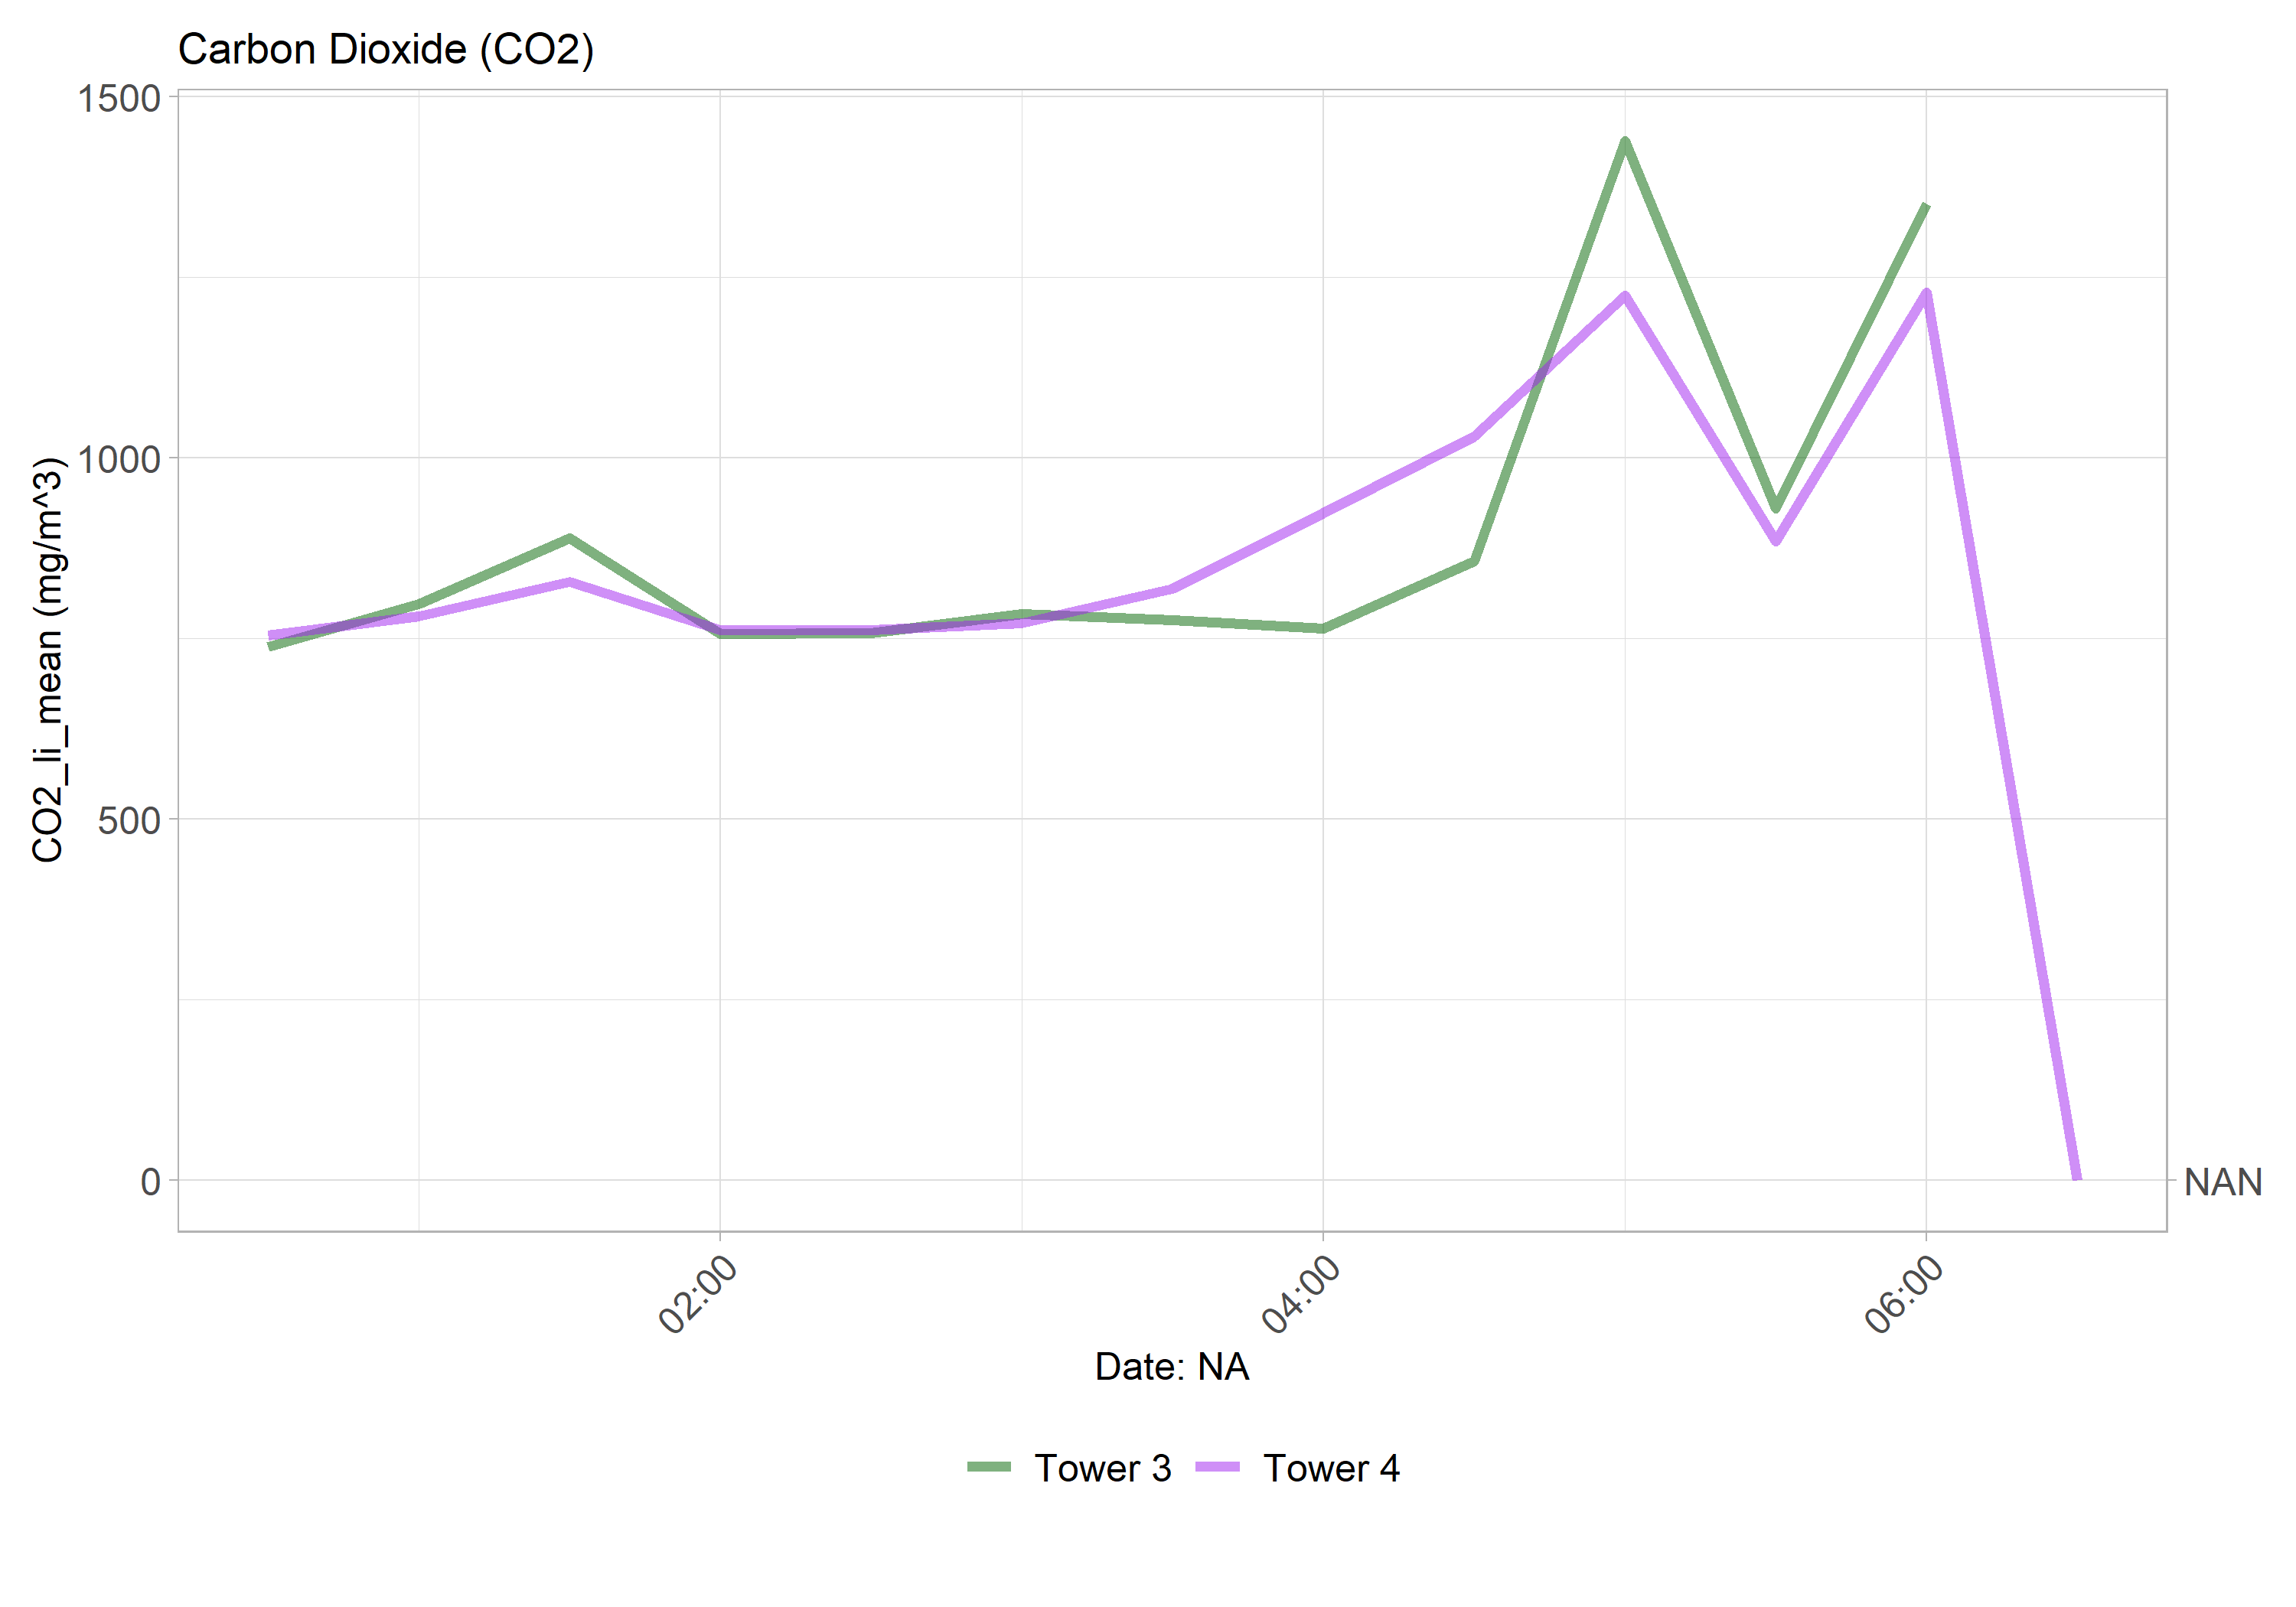 Carbon Dioxide (CO2)
1500
1000
500
0
CO2_li_mean (mg/m^3)
NAN
02:00
04:00
06:00
Date: NA
Tower 3
Tower 4